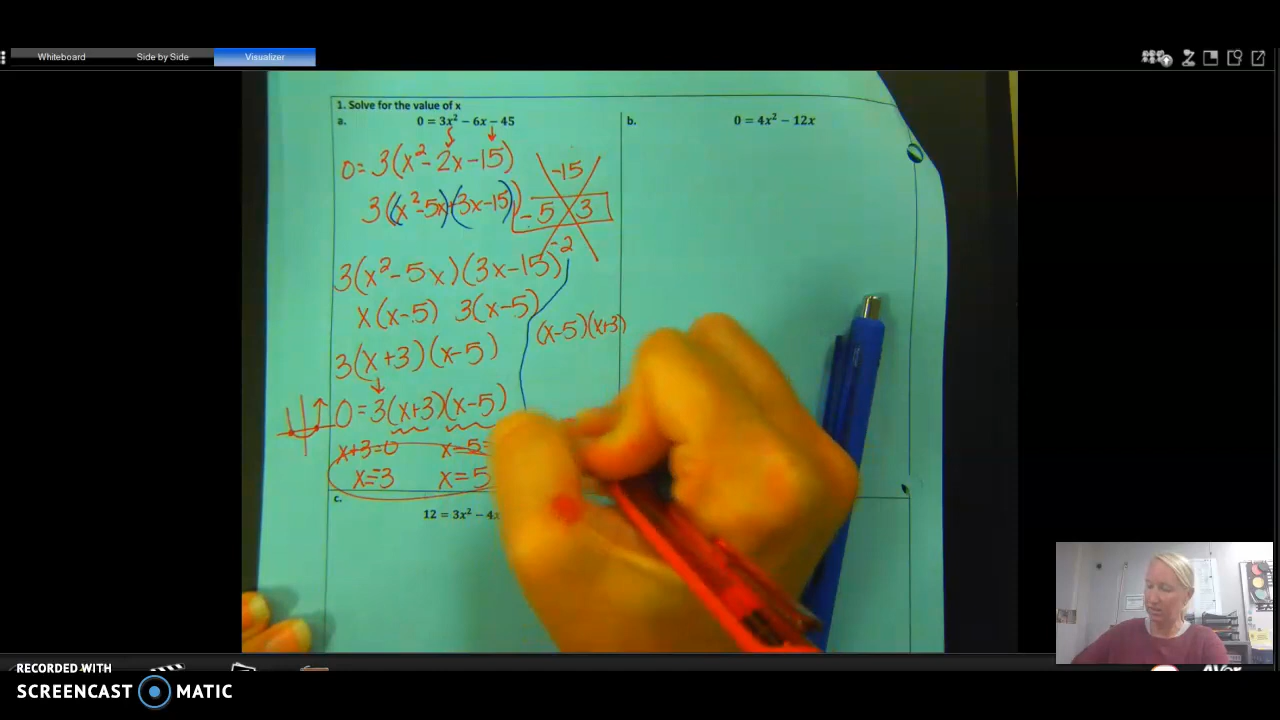 Whiteboard Side by Side Visualizer
1. Solve for the value of x
a. 0 = 3x² − 6x − 45
b. 0 = 4x² − 12x
0 = 3(x² − 2x − 15)
-15
3((x² − 5x)+(3x − 15))
-5 3
-2
3(x² − 5x)(3x − 15)
x(x − 5) 3(x − 5)
(x − 5)(x + 3)
3(x + 3)(x − 5)
0 = 3(x + 3)(x − 5)
x + 3 = 0 x − 5 =
x = −3 x = 5
c. 12 = 3x² − 4x
RECORDED WITH
SCREENCAST MATIC